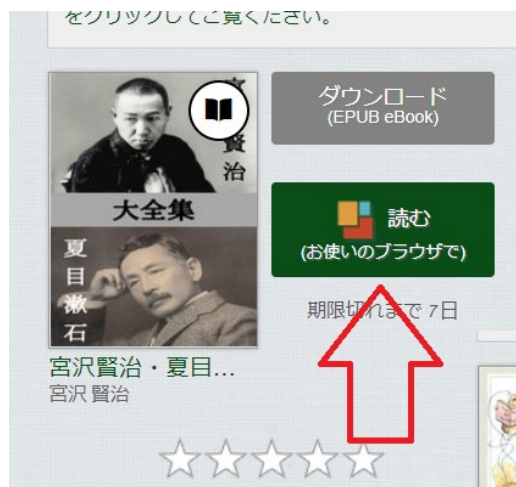 をクリックしてご覧ください。
宮沢賢治
大全集
夏目漱石
ダウンロード
(EPUB eBook)
読む
(お使いのブラウザで)
期限切れまで 7日
宮沢賢治・夏目...
宮沢 賢治